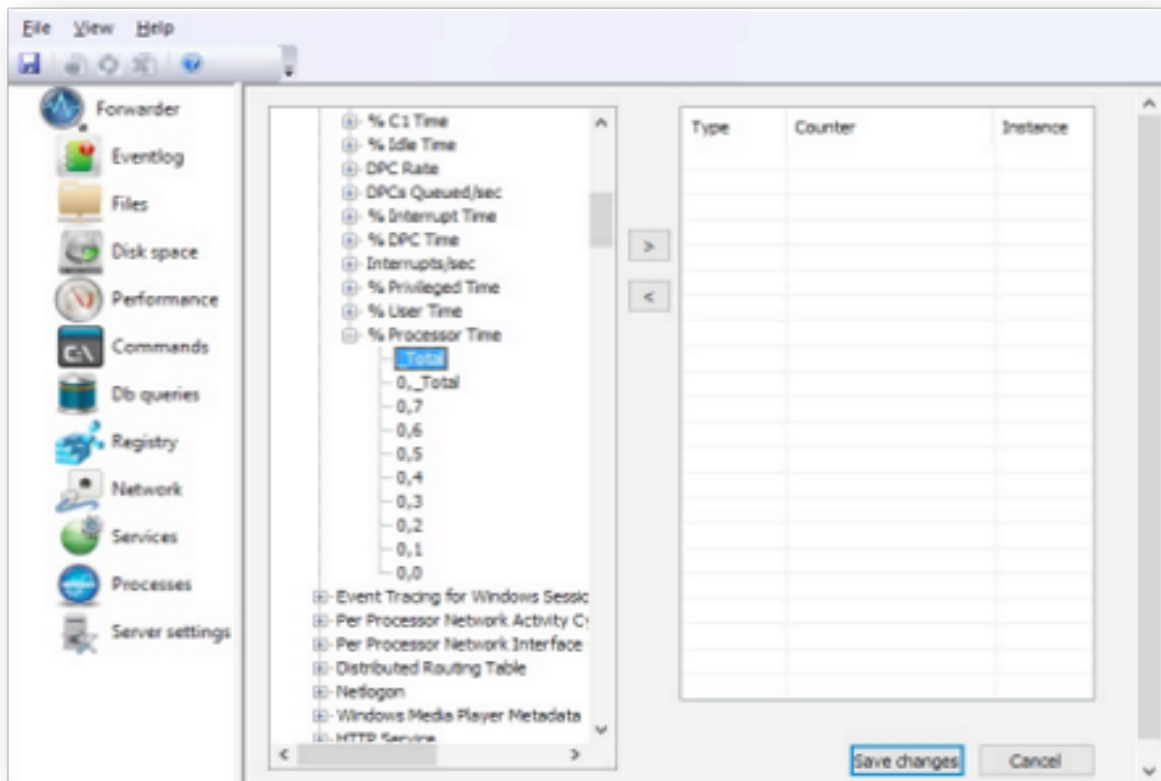 File View Help
Forwarder
Eventlog
Files
Disk space
Performance
Commands
C:\
Db queries
Registry
Network
Services
Processes
Server settings
% C1 Time
% Idle Time
DPC Rate
DPCs Queued/sec
% Interrupt Time
% DPC Time
Interrupts/sec
% Privileged Time
% User Time
% Processor Time
_Total
0,_Total
0,7
0,6
0,5
0,4
0,3
0,2
0,1
0,0
Event Tracing for Windows Sessic
Per Processor Network Activity Cy
Per Processor Network Interface
Distributed Routing Table
Netlogon
Windows Media Player Metadata
HTTP Service
>
<
Type Counter Instance
Save changes Cancel